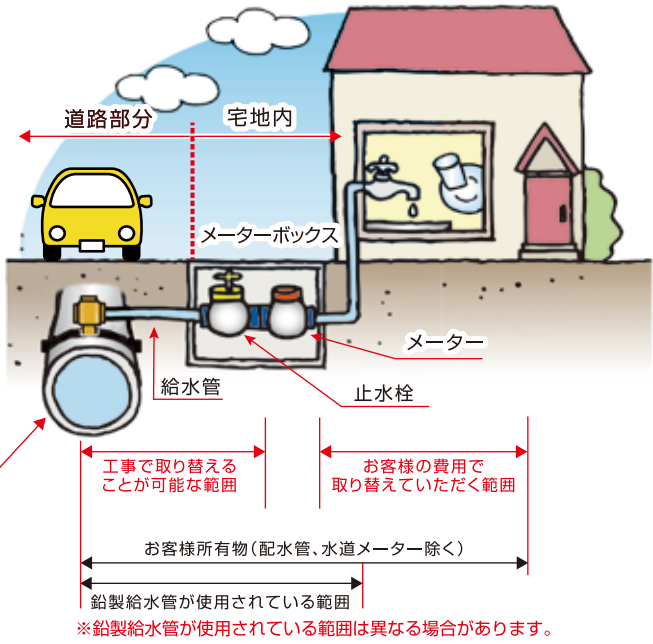 道路部分
宅地内
メーターボックス
メーター
給水管
止水栓
工事で取り替える
ことが可能な範囲
お客様の費用で
取り替えていただく範囲
お客様所有物(配水管、水道メーター除く)
鉛製給水管が使用されている範囲
※鉛製給水管が使用されている範囲は異なる場合があります。